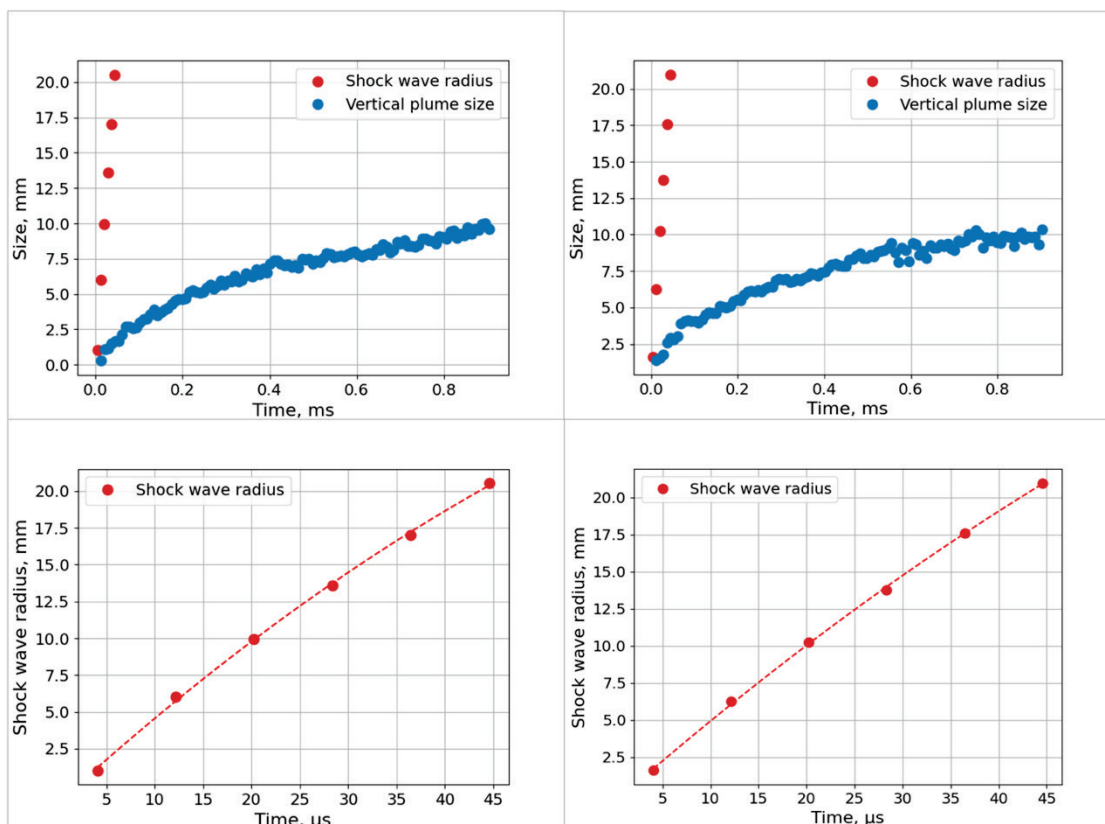 Shock wave radius
Vertical plume size
20.0
17.5
15.0
12.5
10.0
7.5
5.0
2.5
0.0
Size, mm
0.0 0.2 0.4 0.6 0.8
Time, ms
Shock wave radius
Vertical plume size
20.0
17.5
15.0
12.5
10.0
7.5
5.0
2.5
Size, mm
0.0 0.2 0.4 0.6 0.8
Time, ms
Shock wave radius
20.0
17.5
15.0
12.5
10.0
7.5
5.0
2.5
Shock wave radius, mm
5 10 15 20 25 30 35 40 45
Time, μs
Shock wave radius
20.0
17.5
15.0
12.5
10.0
7.5
5.0
2.5
Shock wave radius, mm
5 10 15 20 25 30 35 40 45
Time, μs